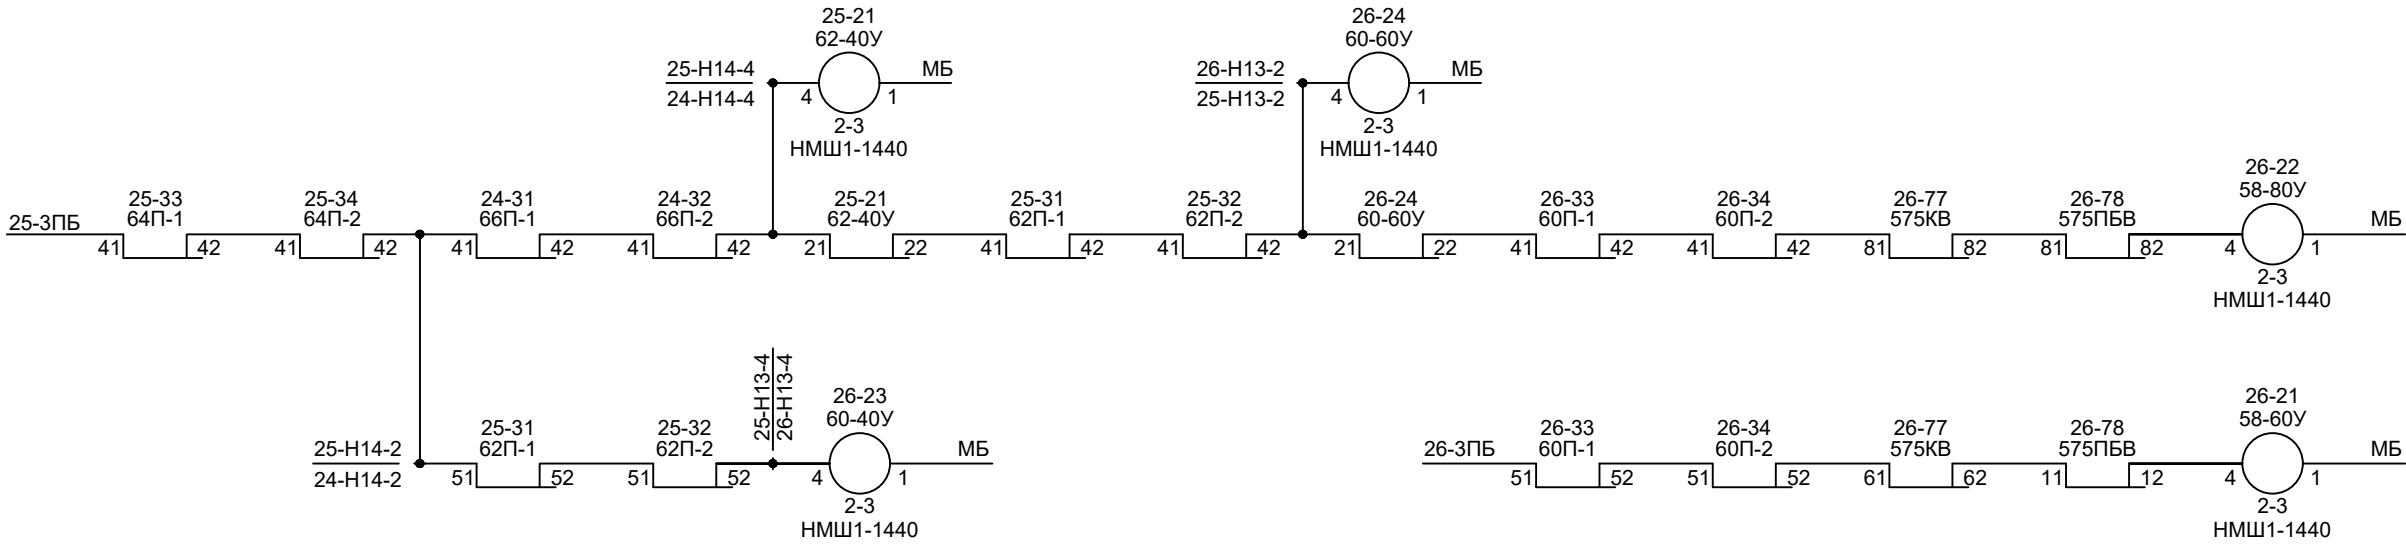 25-21
62-40У
25-Н14-4
24-Н14-4
4
1
МБ
2-3
НМШ1-1440
26-24
60-60У
26-Н13-2
25-Н13-2
4
1
МБ
2-3
НМШ1-1440
25-3ПБ
25-33
64П-1
41
42
25-34
64П-2
41
42
24-31
66П-1
41
42
24-32
66П-2
41
42
25-21
62-40У
21
22
25-31
62П-1
41
42
25-32
62П-2
41
42
26-24
60-60У
21
22
26-33
60П-1
41
42
26-34
60П-2
41
42
26-77
575КВ
81
82
26-78
575ПБВ
81
82
26-22
58-80У
4
1
МБ
2-3
НМШ1-1440
25-Н14-2
24-Н14-2
25-31
62П-1
51
52
25-32
62П-2
51
52
25-Н13-4
26-Н13-4
26-23
60-40У
4
1
МБ
2-3
НМШ1-1440
26-3ПБ
26-33
60П-1
51
52
26-34
60П-2
51
52
26-77
575КВ
61
62
26-78
575ПБВ
11
12
26-21
58-60У
4
1
МБ
2-3
НМШ1-1440